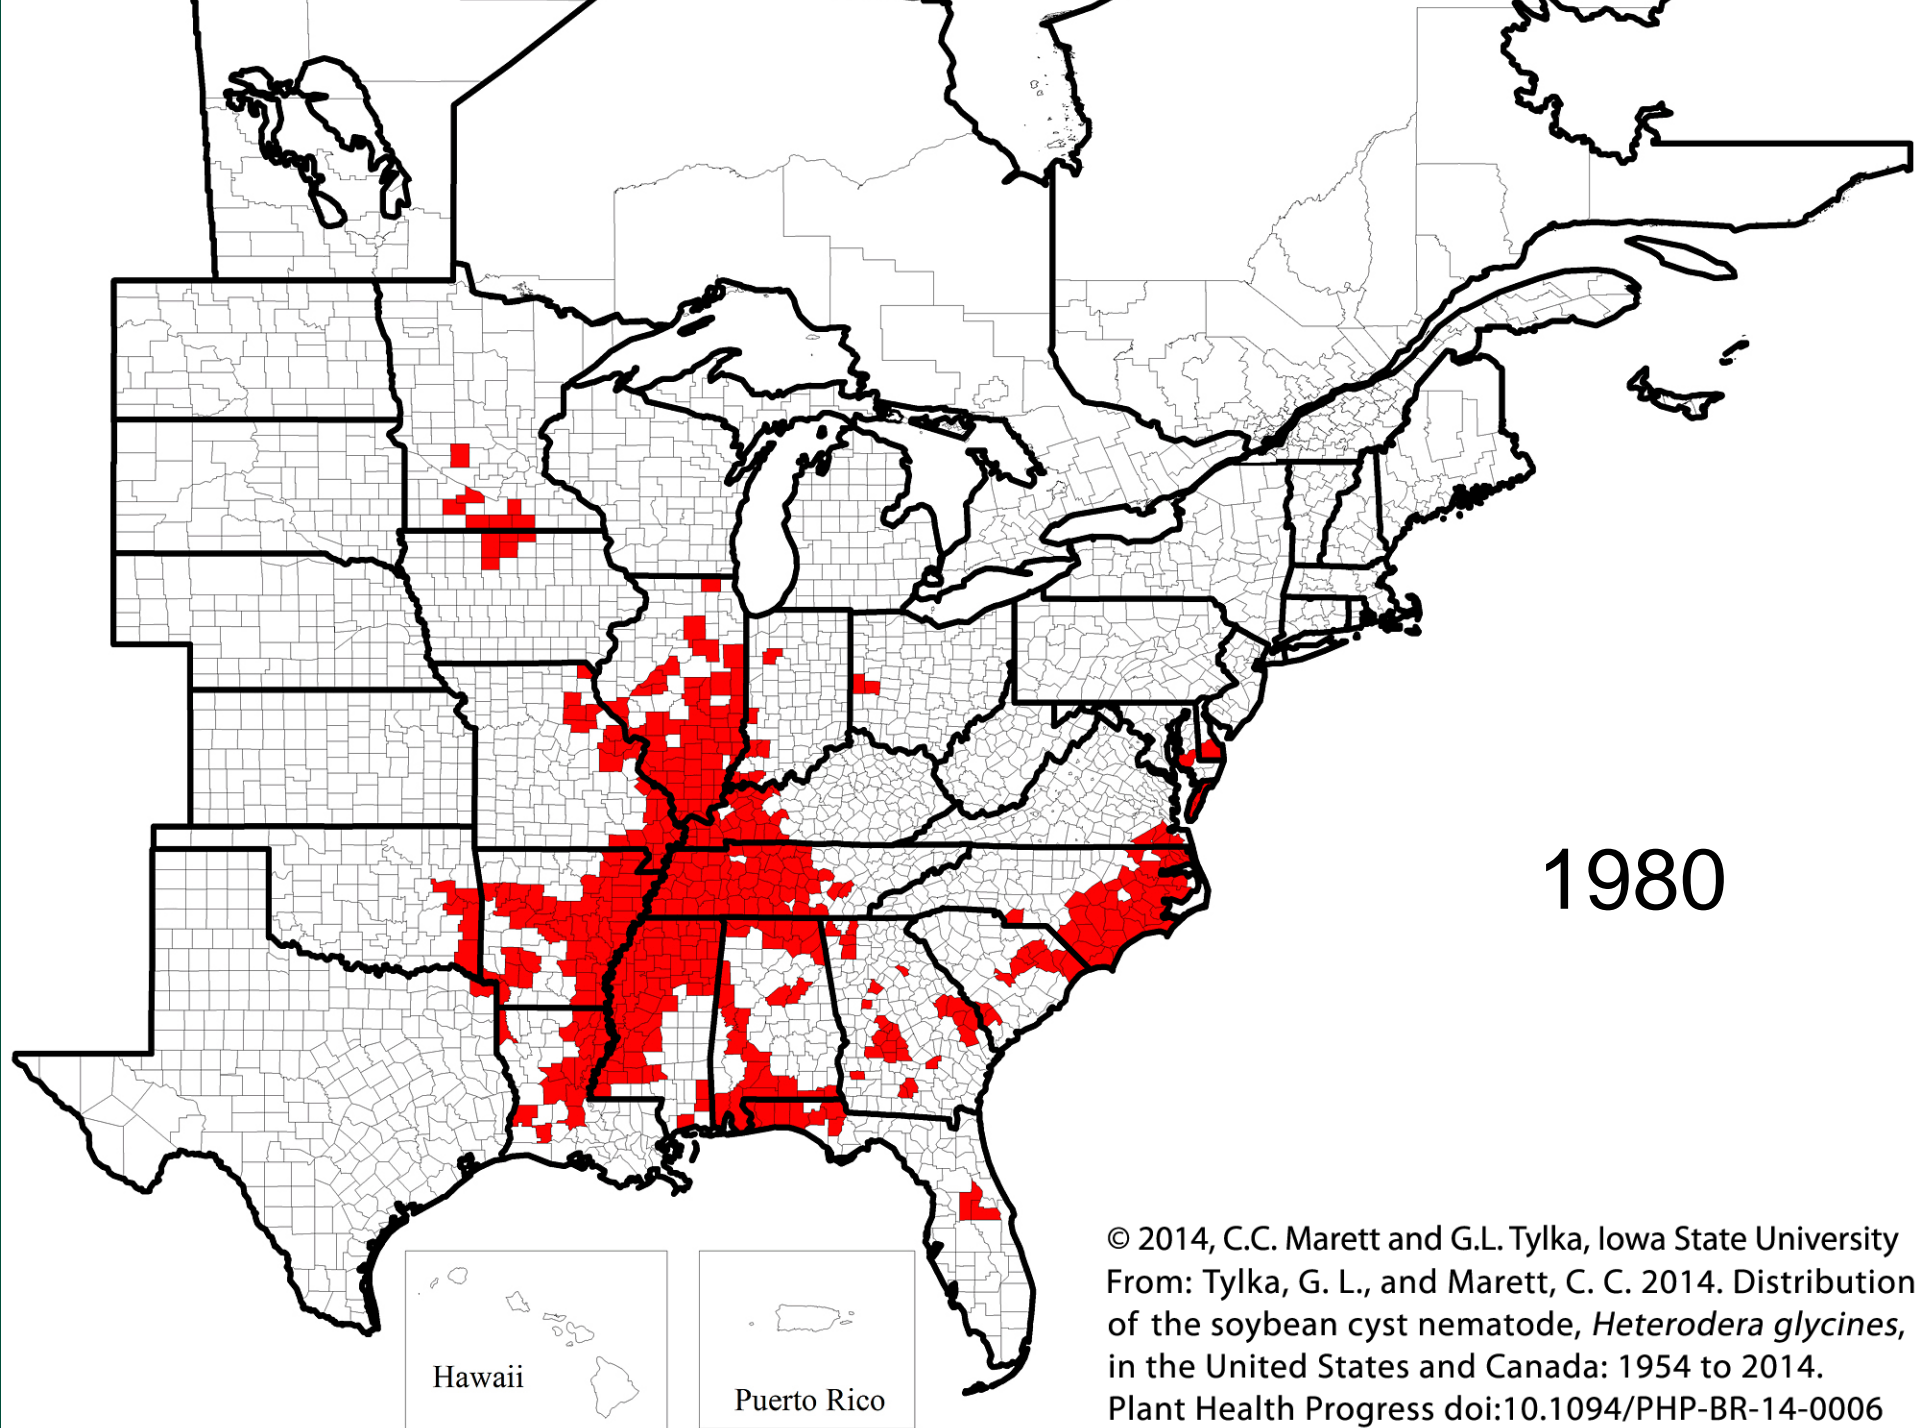 1980
© 2014, C.C. Marett and G.L. Tylka, Iowa State University
From: Tylka, G. L., and Marett, C. C. 2014. Distribution
of the soybean cyst nematode, Heterodera glycines,
in the United States and Canada: 1954 to 2014.
Plant Health Progress doi:10.1094/PHP-BR-14-0006
Hawaii
Puerto Rico